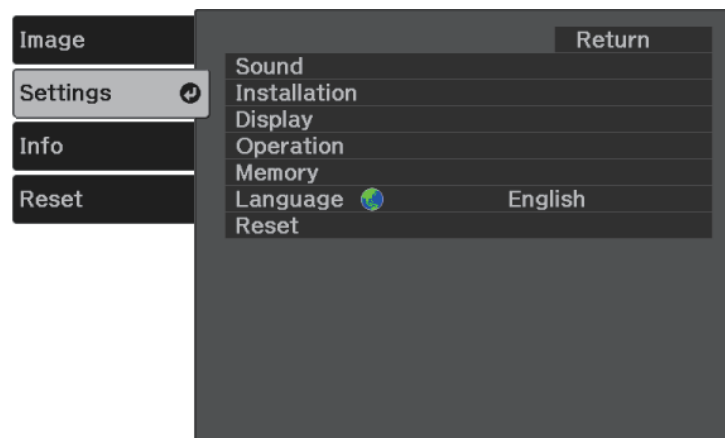 Image
Settings
Info
Reset
Return
Sound
Installation
Display
Operation
Memory
Language English
Reset